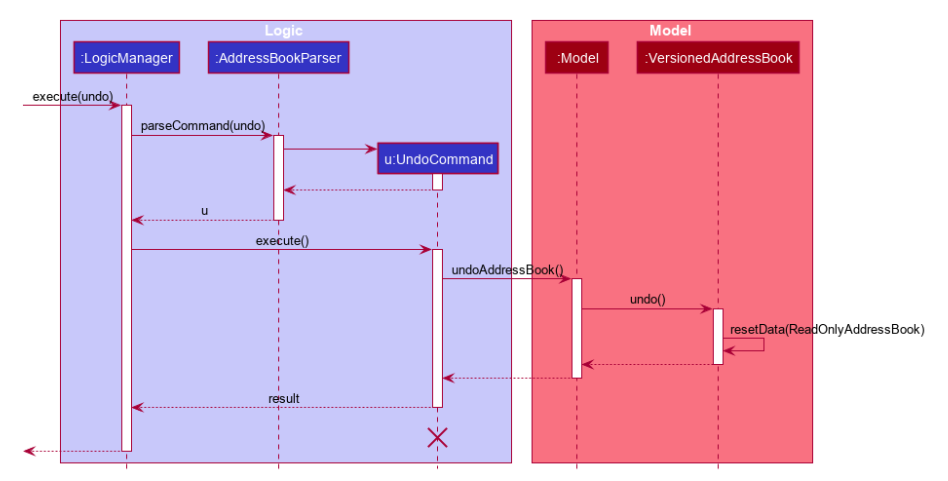 Logic
Model
:LogicManager
:AddressBookParser
:Model
:VersionedAddressBook
execute(undo)
parseCommand(undo)
u:UndoCommand
u
execute()
undoAddressBook()
undo()
resetData(ReadOnlyAddressBook)
result